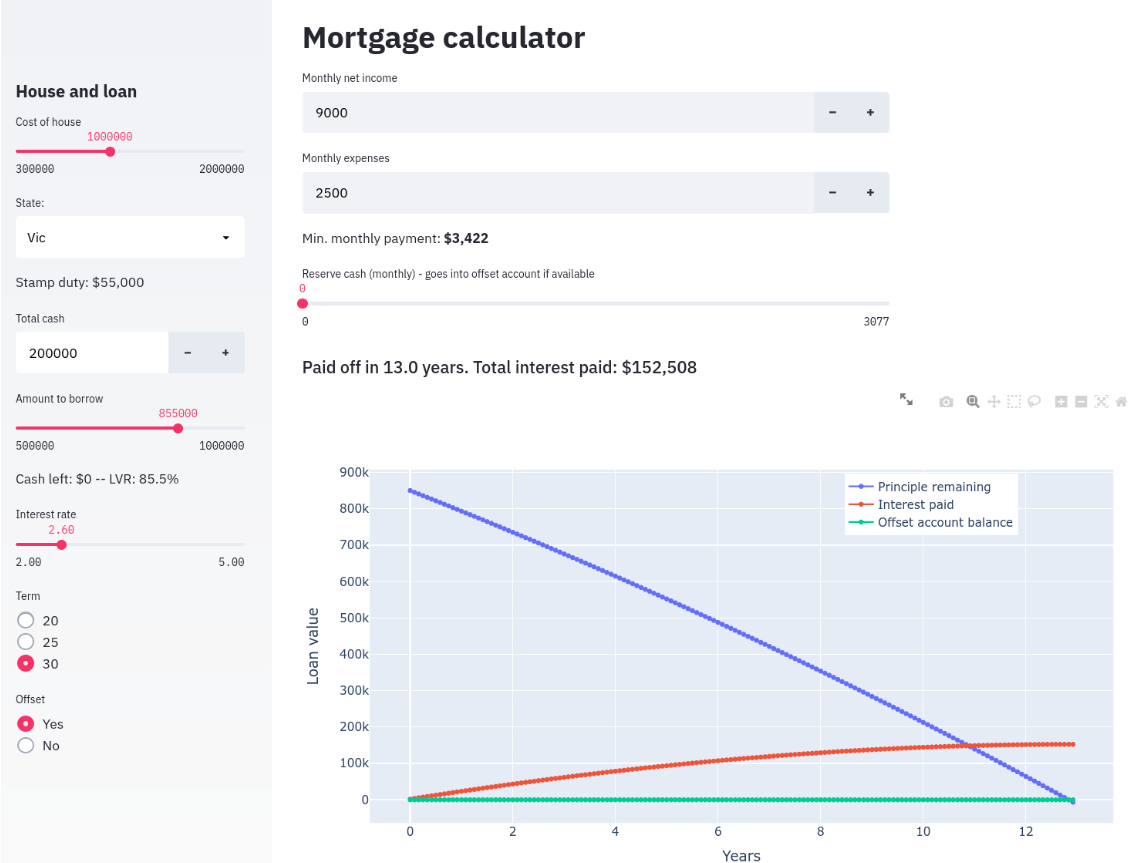 House and loan
Cost of house
1000000
300000 2000000
State:
Vic
Stamp duty: $55,000
Total cash
200000 − +
Amount to borrow
855000
500000 1000000
Cash left: $0 -- LVR: 85.5%
Interest rate
2.60
2.00 5.00
Term
20
25
30
Offset
Yes
No
Mortgage calculator
Monthly net income
9000 − +
Monthly expenses
2500 − +
Min. monthly payment: $3,422
Reserve cash (monthly) - goes into offset account if available
0
0 3077
Paid off in 13.0 years. Total interest paid: $152,508
Principle remaining
Interest paid
Offset account balance
900k
800k
700k
600k
500k
400k
300k
200k
100k
0
Loan value
0 2 4 6 8 10 12
Years